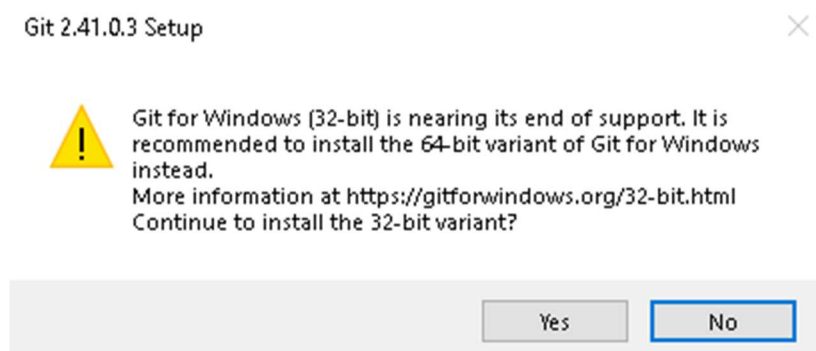 Git 2.41.0.3 Setup
Git for Windows (32-bit) is nearing its end of support. It is
recommended to install the 64-bit variant of Git for Windows
instead.
More information at https://gitforwindows.org/32-bit.html
Continue to install the 32-bit variant?
Yes
No